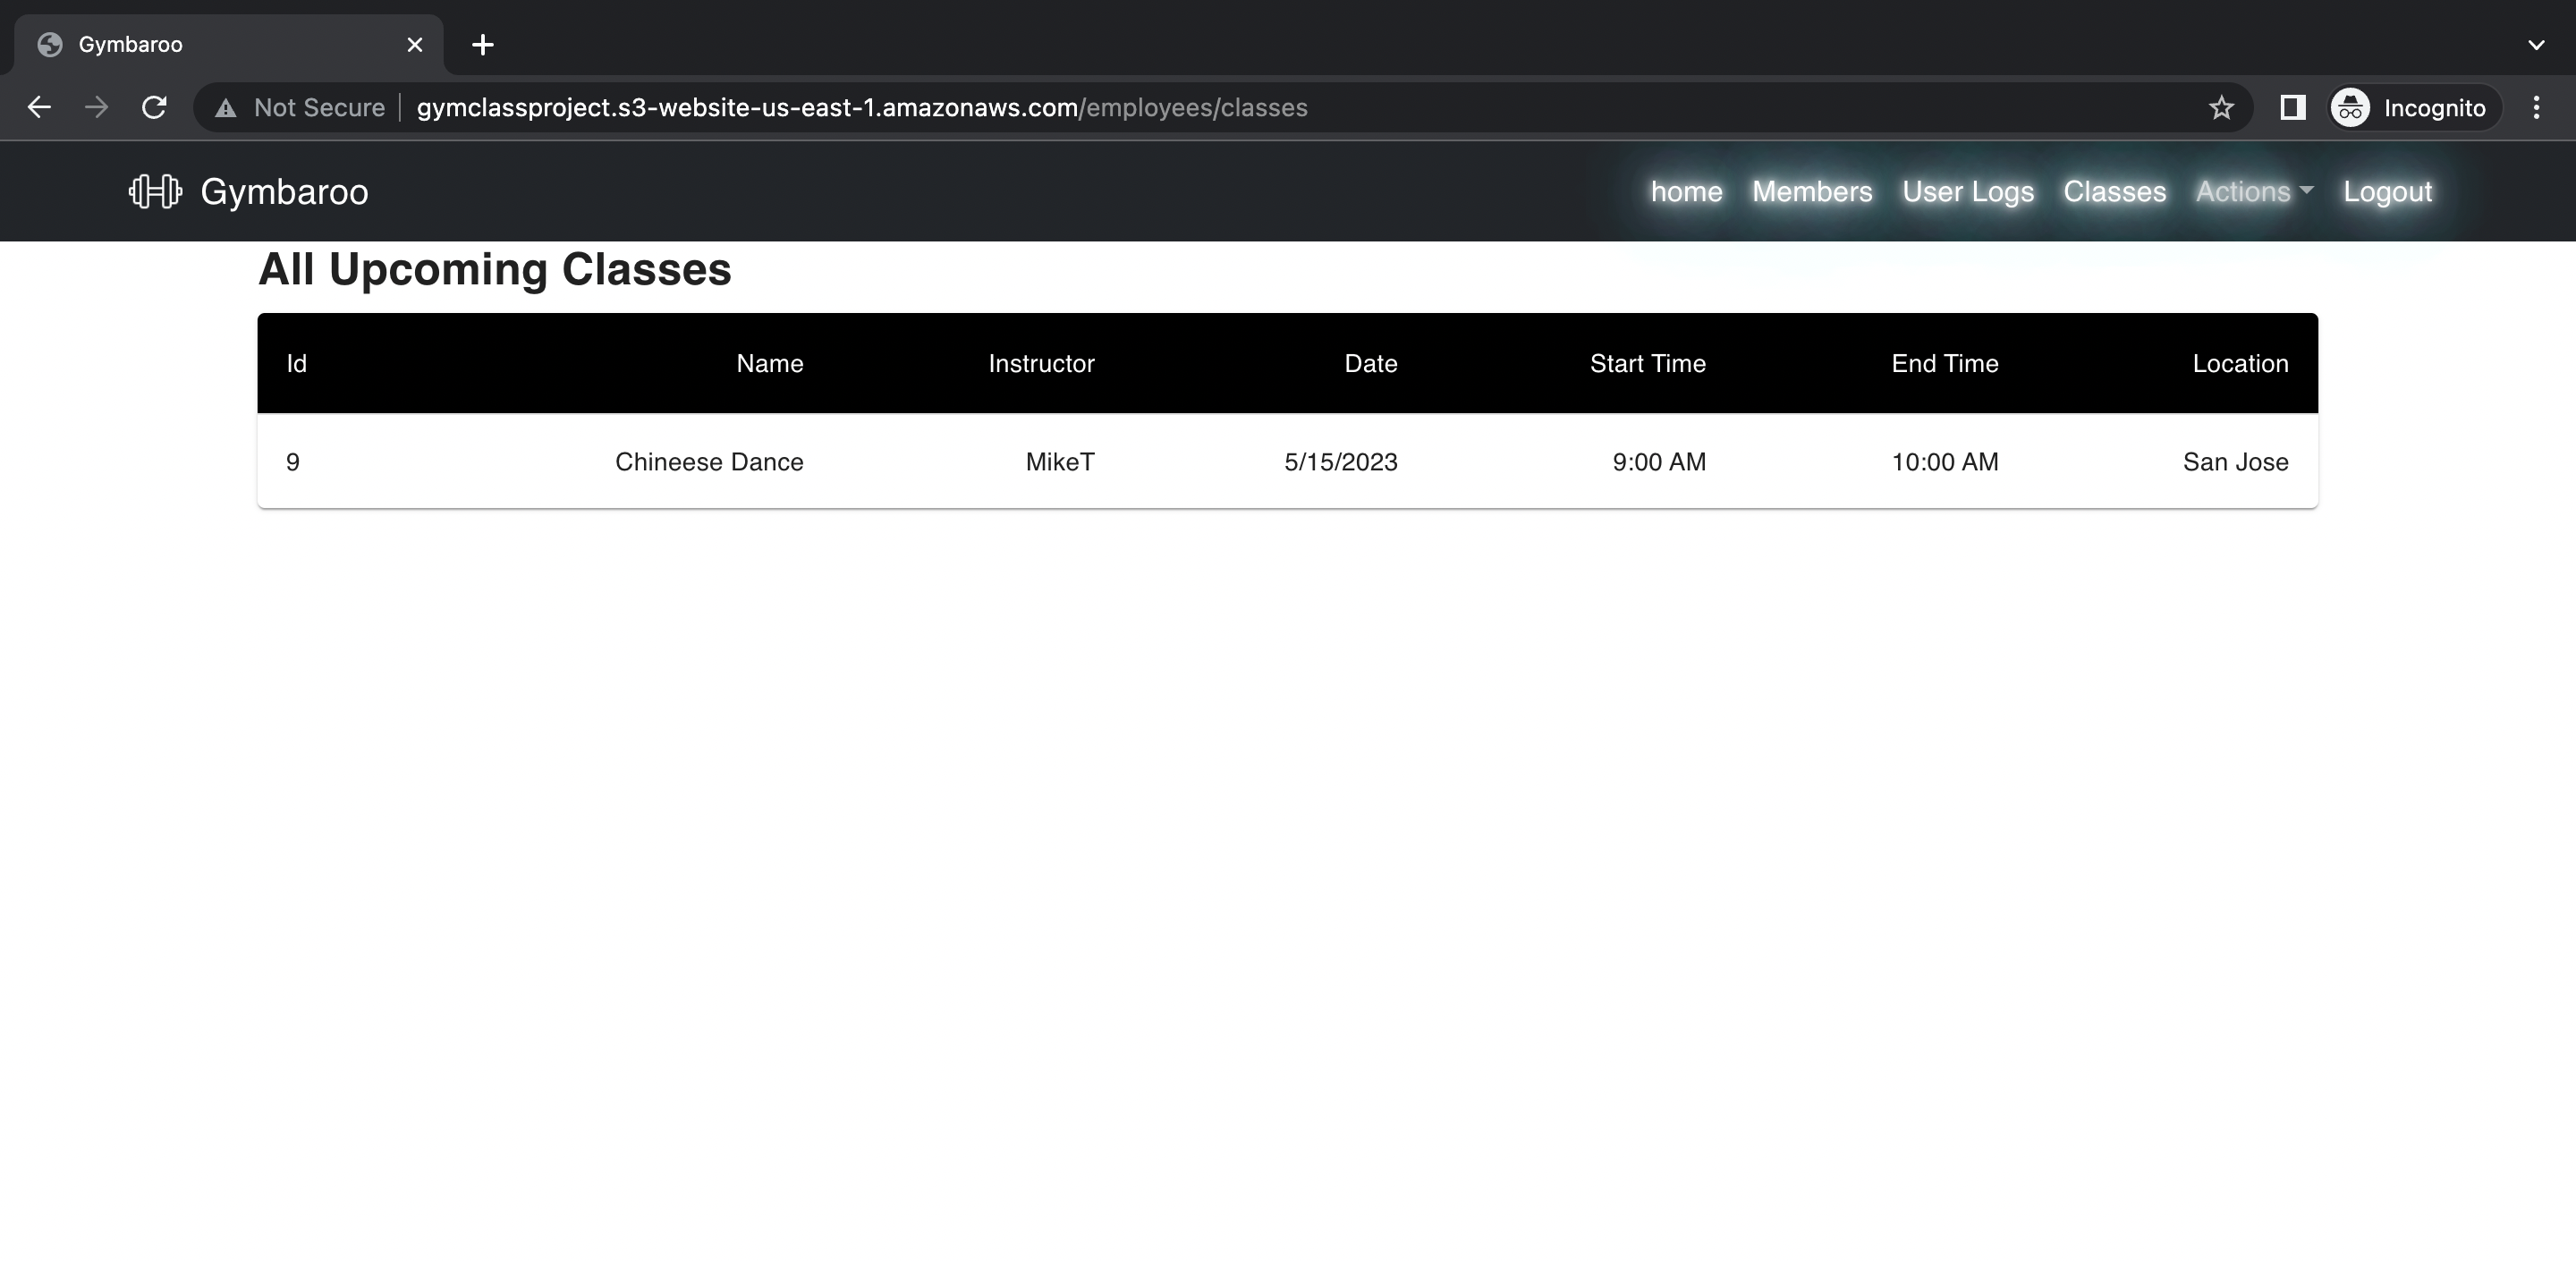 Gymbaroo
Not Secure gymclassproject.s3-website-us-east-1.amazonaws.com/employees/classes Incognito
Gymbaroo home Members User Logs Classes Actions Logout
All Upcoming Classes
Id Name Instructor Date Start Time End Time Location
9 Chineese Dance MikeT 5/15/2023 9:00 AM 10:00 AM San Jose